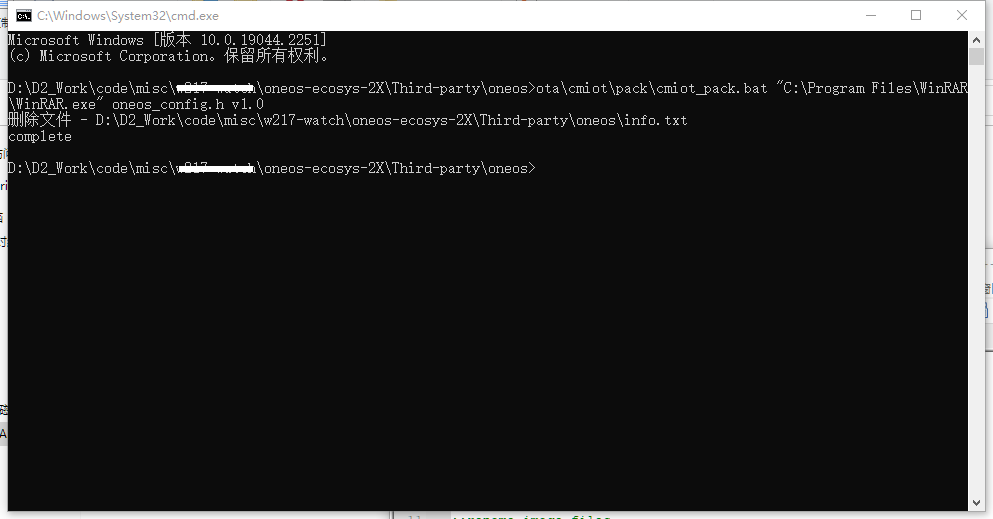 C:\Windows\System32\cmd.exe
Microsoft Windows [版本 10.0.19044.2251]
(c) Microsoft Corporation。保留所有权利。
D:\D2_Work\code\misc\ \oneos-ecosys-2X\Third-party\oneos>ota\cmiot\pack\cmiot_pack.bat "C:\Program Files\WinRAR
\WinRAR.exe" oneos_config.h v1.0
删除文件 - D:\D2_Work\code\misc\w217-watch\oneos-ecosys-2X\Third-party\oneos\info.txt
complete
D:\D2_Work\code\misc\ \oneos-ecosys-2X\Third-party\oneos>